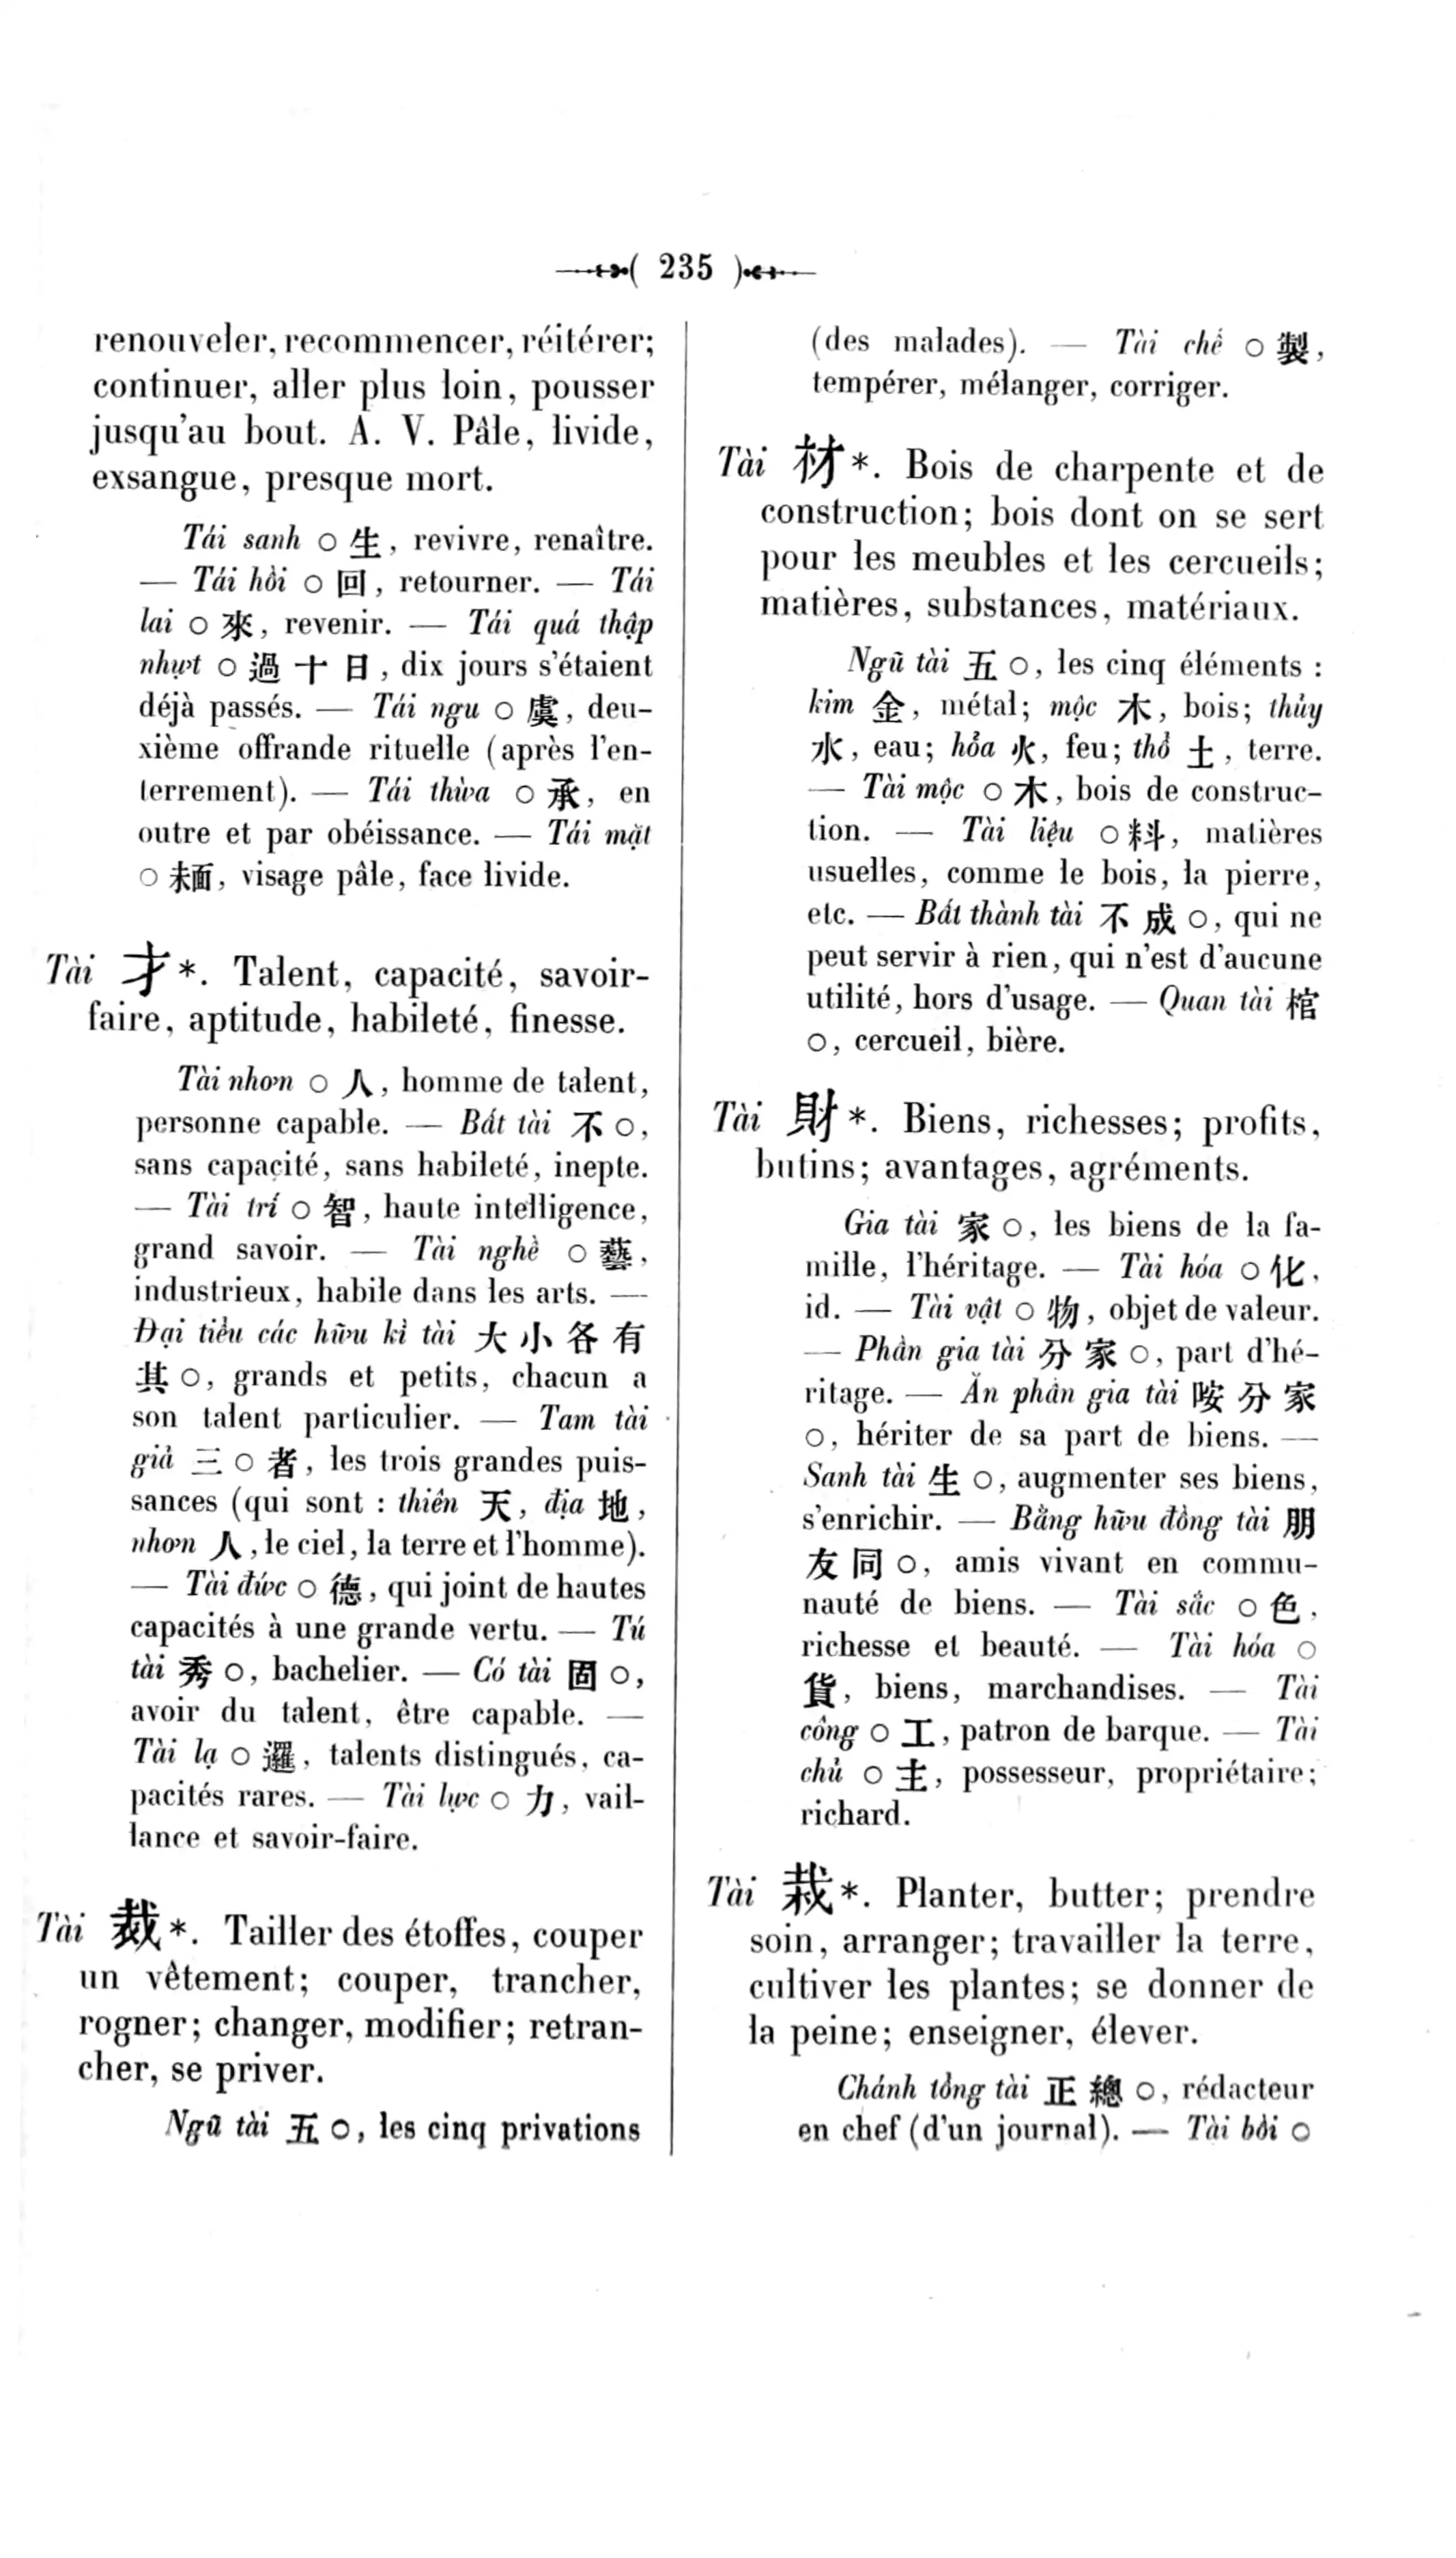 ( 235 )
renouveler, recommencer, réitérer;
continuer, aller plus loin, pousser
jusqu'au bout. A. V. Pâle, livide,
exsangue, presque mort.
Tái sanh ○ 生, revivre, renaître.
— Tái hồi ○ 回, retourner. — Tái
lai ○ 來, revenir. — Tái quá thập
nhựt ○ 過 十 日, dix jours s'étaient
déjà passés. — Tái ngu ○ 虞, deu-
xième offrande rituelle (après l'en-
terrement). — Tái thừa ○ 承, en
outre et par obéissance. — Tái mặt
○ 𩈘, visage pâle, face livide.
Tài 才 *. Talent, capacité, savoir-
faire, aptitude, habileté, finesse.
Tài nhơn ○ 人, homme de talent,
personne capable. — Bất tài 不 ○,
sans capacité, sans habileté, inepte.
— Tài trí ○ 智, haute intelligence,
grand savoir. — Tài nghề ○ 藝,
industrieux, habile dans les arts. —
Đại tiểu các hữu kì tài 大 小 各 有
其 ○, grands et petits, chacun a
son talent particulier. — Tam tài
giả 三 ○ 者, les trois grandes puis-
sances (qui sont : thiên 天, địa 地,
nhơn 人, le ciel, la terre et l'homme).
— Tài đức ○ 德, qui joint de hautes
capacités à une grande vertu. — Tú
tài 秀 ○, bachelier. — Có tài 固 ○,
avoir du talent, être capable. —
Tài lạ ○ 邏, talents distingués, ca-
pacités rares. — Tài lực ○ 力, vail-
lance et savoir-faire.
Tài 裁 *. Tailler des étoffes, couper
un vêtement; couper, trancher,
rogner; changer, modifier; retran-
cher, se priver.
Ngũ tài 五 ○, les cinq privations
(des malades). — Tài chế ○ 製,
tempérer, mélanger, corriger.
Tài 材 *. Bois de charpente et de
construction; bois dont on se sert
pour les meubles et les cercueils;
matières, substances, matériaux.
Ngũ tài 五 ○, les cinq éléments :
kim 金, métal; mộc 木, bois; thủy
水, eau; hỏa 火, feu; thổ 土, terre.
— Tài mộc ○ 木, bois de construc-
tion. — Tài liệu ○ 料, matières
usuelles, comme le bois, la pierre,
etc. — Bất thành tài 不 成 ○, qui ne
peut servir à rien, qui n'est d'aucune
utilité, hors d'usage. — Quan tài 棺
○, cercueil, bière.
Tài 財 *. Biens, richesses; profits,
butins; avantages, agréments.
Gia tài 家 ○, les biens de la fa-
mille, l'héritage. — Tài hóa ○ 化,
id. — Tài vật ○ 物, objet de valeur.
— Phần gia tài 分 家 ○, part d'hé-
ritage. — Ăn phần gia tài 咹 分 家
○, hériter de sa part de biens. —
Sanh tài 生 ○, augmenter ses biens,
s'enrichir. — Bằng hữu đồng tài 朋
友 同 ○, amis vivant en commu-
nauté de biens. — Tài sắc ○ 色,
richesse et beauté. — Tài hóa ○
貨, biens, marchandises. — Tài
công ○ 工, patron de barque. — Tài
chủ ○ 主, possesseur, propriétaire;
richard.
Tài 栽 *. Planter, butter; prendre
soin, arranger; travailler la terre,
cultiver les plantes; se donner de
la peine; enseigner, élever.
Chánh tổng tài 正 總 ○, rédacteur
en chef (d'un journal). — Tài bồi ○